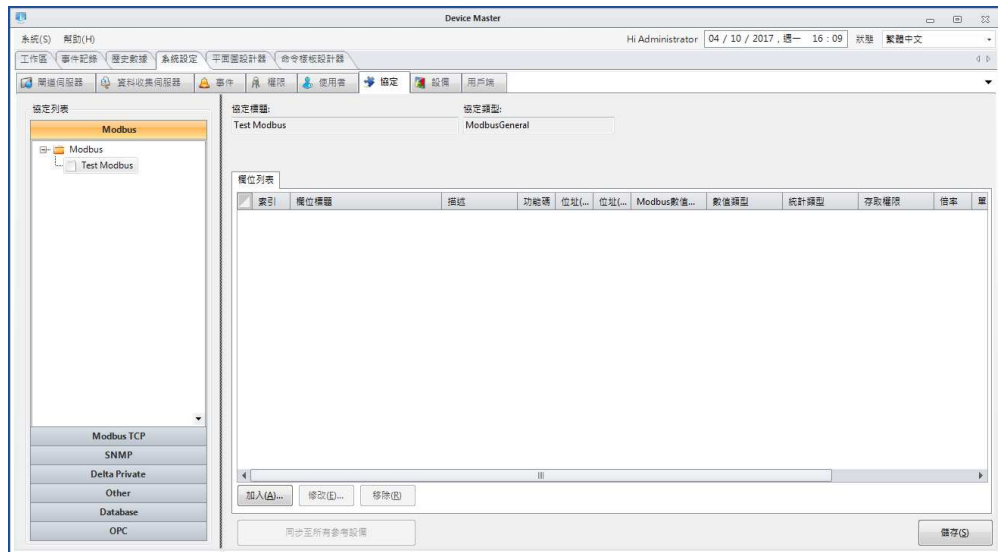 Device Master
系統(S) 幫助(H) Hi Administrator 04 / 10 / 2017 , 週一 16 : 09 狀態 繁體中文
工作區 事件記錄 歷史數據 系統設定 平面圖設計器 命令樣板設計器
閘道伺服器 資料收集伺服器 事件 權限 使用者 協定 設備 用戶端
協定列表
Modbus
Modbus
Test Modbus
Modbus TCP
SNMP
Delta Private
Other
Database
OPC
協定標題: 協定類型:
Test Modbus ModbusGeneral
欄位列表
索引 欄位標題 描述 功能碼 位址(... 位址(... Modbus數值... 數值類型 統計類型 存取權限 倍率 單
加入(A)... 修改(E)... 移除(R)
同步至所有參考設備 儲存(S)